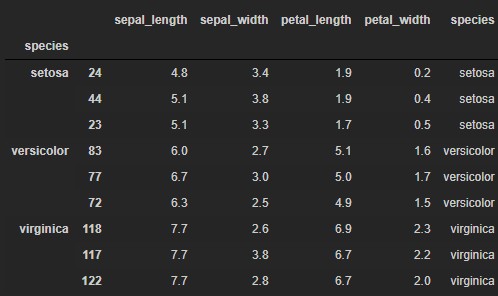 sepal_length sepal_width petal_length petal_width species
species
setosa 24 4.8 3.4 1.9 0.2 setosa
44 5.1 3.8 1.9 0.4 setosa
23 5.1 3.3 1.7 0.5 setosa
versicolor 83 6.0 2.7 5.1 1.6 versicolor
77 6.7 3.0 5.0 1.7 versicolor
72 6.3 2.5 4.9 1.5 versicolor
virginica 118 7.7 2.6 6.9 2.3 virginica
117 7.7 3.8 6.7 2.2 virginica
122 7.7 2.8 6.7 2.0 virginica